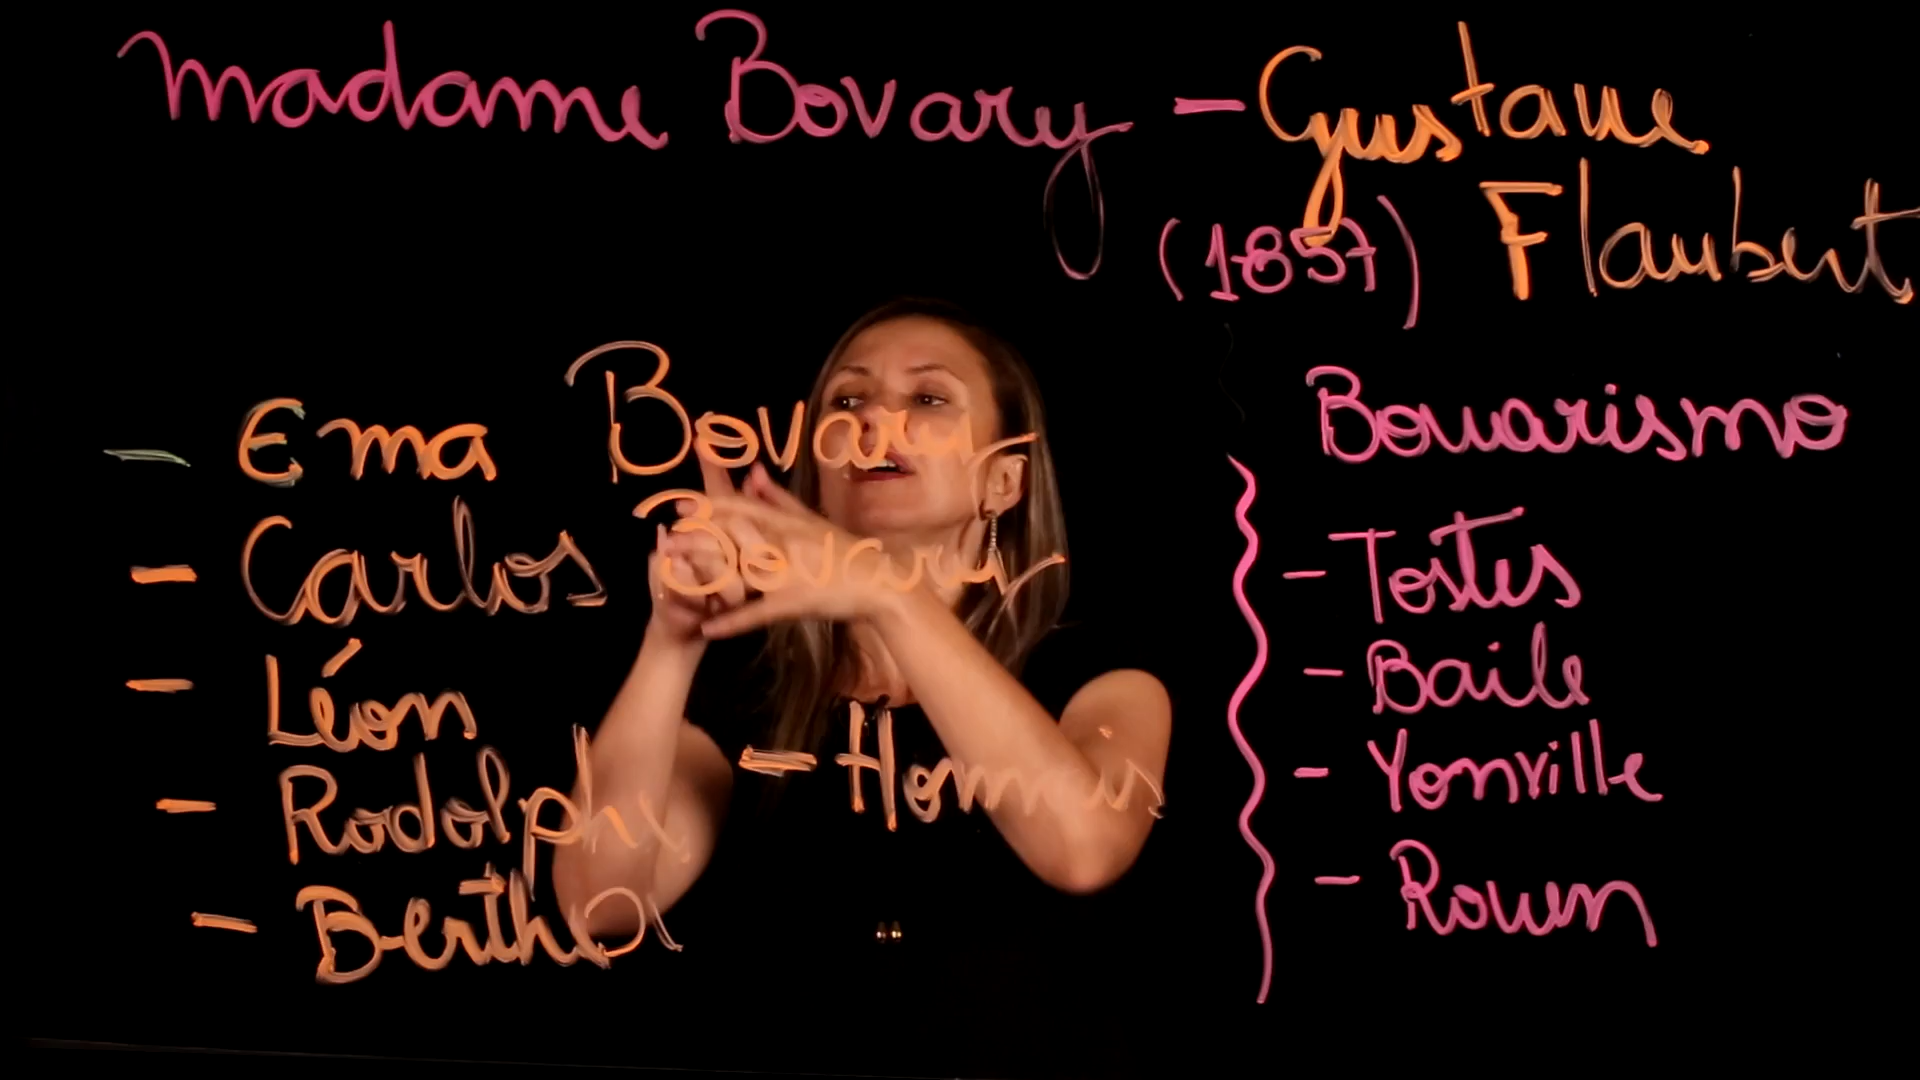 Madame Bovary - Gustave
(1857) Flaubert
- Ema Bovary
- Carlos Bovary
- Léon
- Rodolphe
- Bertha
- Homais
Bovarismo
- Tostes
- Baile
- Yonville
- Rouen